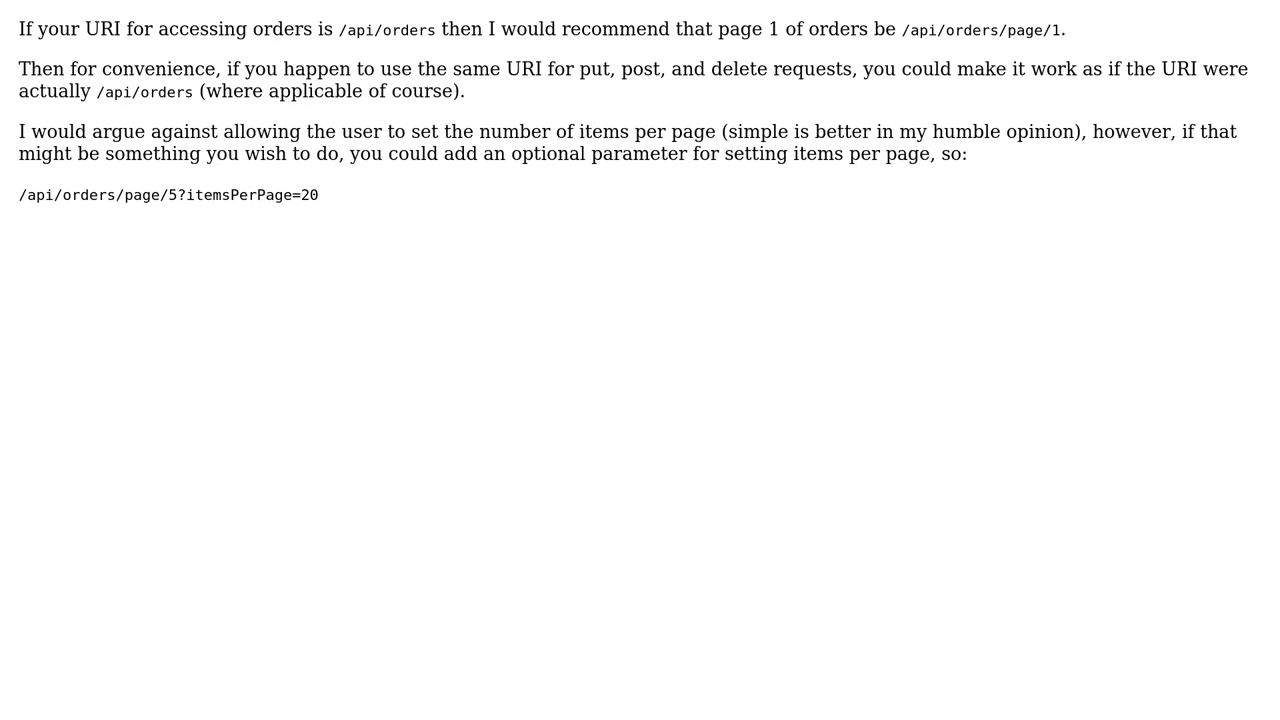 If your URI for accessing orders is /api/orders then I would recommend that page 1 of orders be /api/orders/page/1.
Then for convenience, if you happen to use the same URI for put, post, and delete requests, you could make it work as if the URI were
actually /api/orders (where applicable of course).
I would argue against allowing the user to set the number of items per page (simple is better in my humble opinion), however, if that
might be something you wish to do, you could add an optional parameter for setting items per page, so:
/api/orders/page/5?itemsPerPage=20